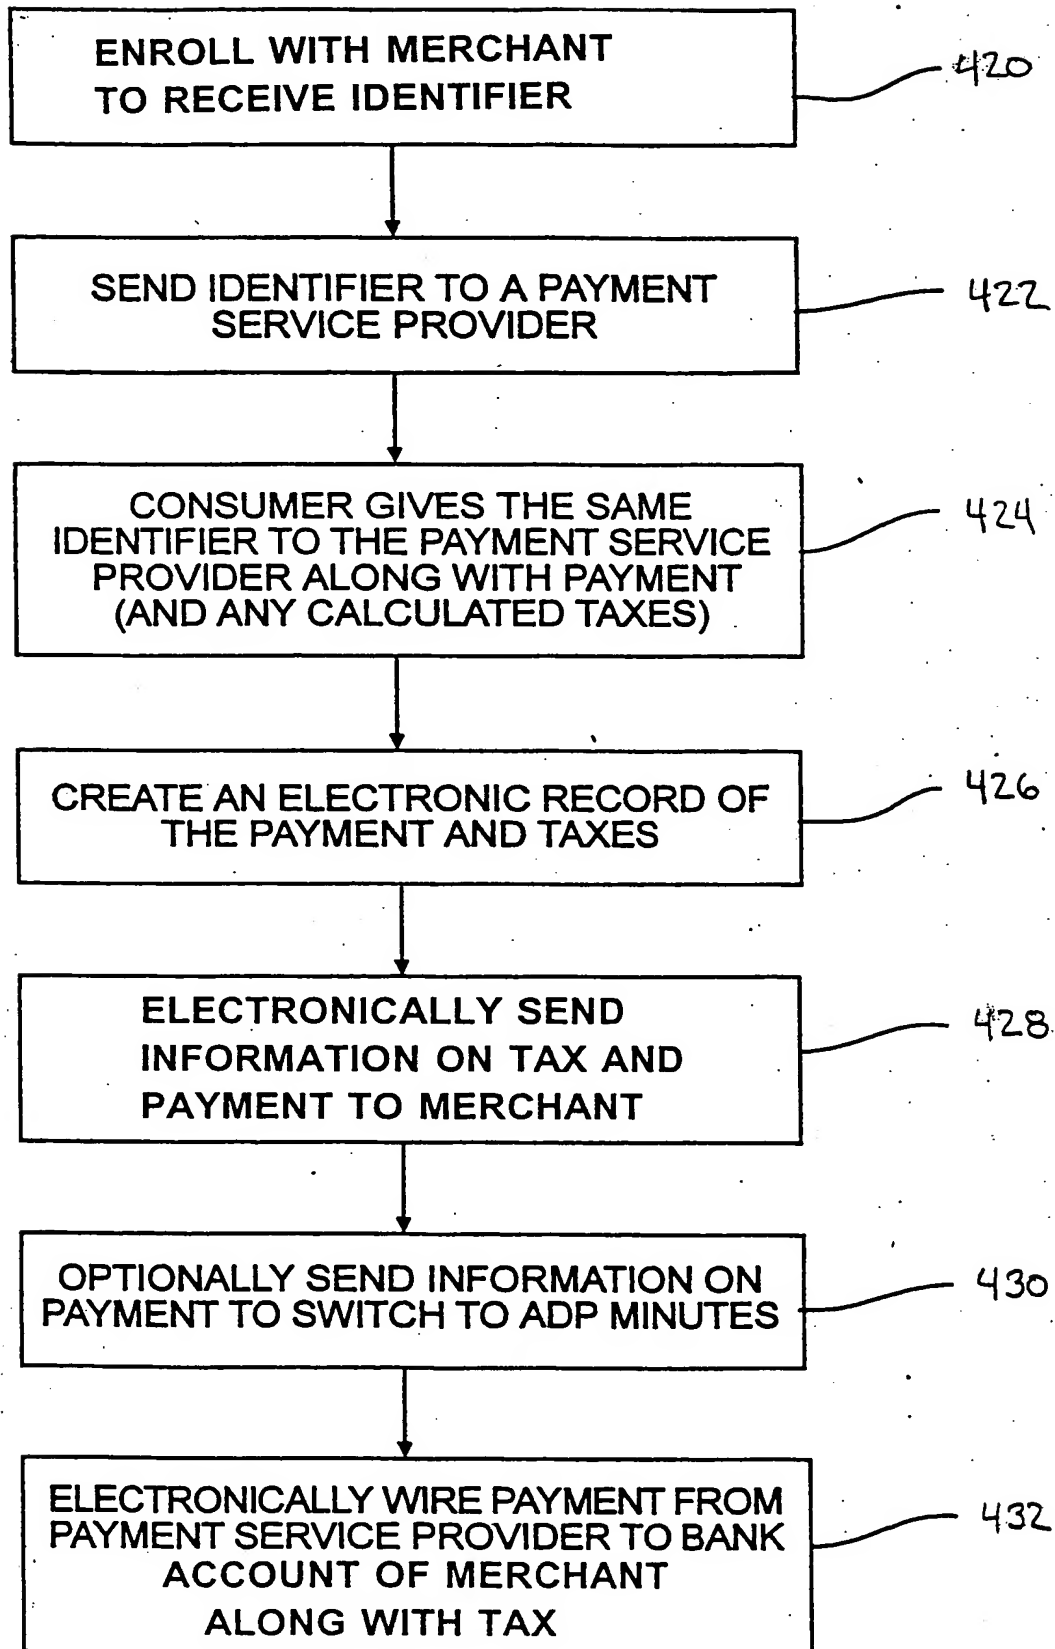 ENROLL WITH MERCHANT
TO RECEIVE IDENTIFIER
420
SEND IDENTIFIER TO A PAYMENT
SERVICE PROVIDER
422
CONSUMER GIVES THE SAME
IDENTIFIER TO THE PAYMENT SERVICE
PROVIDER ALONG WITH PAYMENT
(AND ANY CALCULATED TAXES)
424
CREATE AN ELECTRONIC RECORD OF
THE PAYMENT AND TAXES
426
ELECTRONICALLY SEND
INFORMATION ON TAX AND
PAYMENT TO MERCHANT
428
OPTIONALLY SEND INFORMATION ON
PAYMENT TO SWITCH TO ADP MINUTES
430
ELECTRONICALLY WIRE PAYMENT FROM
PAYMENT SERVICE PROVIDER TO BANK
ACCOUNT OF MERCHANT
ALONG WITH TAX
432